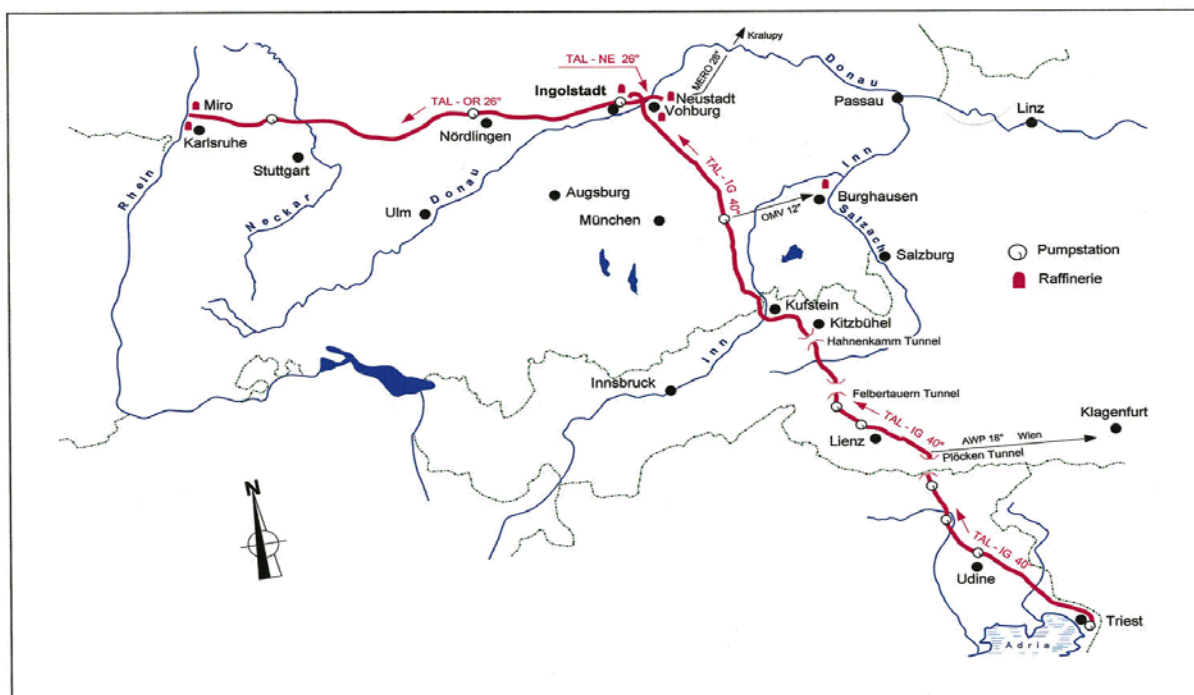 Kralupy
TAL - NE 26"
MERO 28"
Donau
Ingolstadt
Neustadt
Vohburg
Passau
Linz
Miro
TAL - OR 26"
Karlsruhe
Nördlingen
Stuttgart
Rhein
Neckar
Ulm
Donau
Augsburg
München
TAL - IG 40"
OMV 12"
Inn
Burghausen
Salzach
Salzburg
Pumpstation
Raffinerie
Kufstein
Kitzbühel
Hahnenkamm Tunnel
Inn
Innsbruck
Felbertauern Tunnel
TAL - IG 40"
Klagenfurt
Lienz
AWP 18" Wien
Plöcken Tunnel
N
TAL - IG 40"
Udine
Triest
Adria